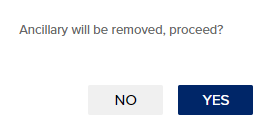 Ancillary will be removed, proceed?
NO YES